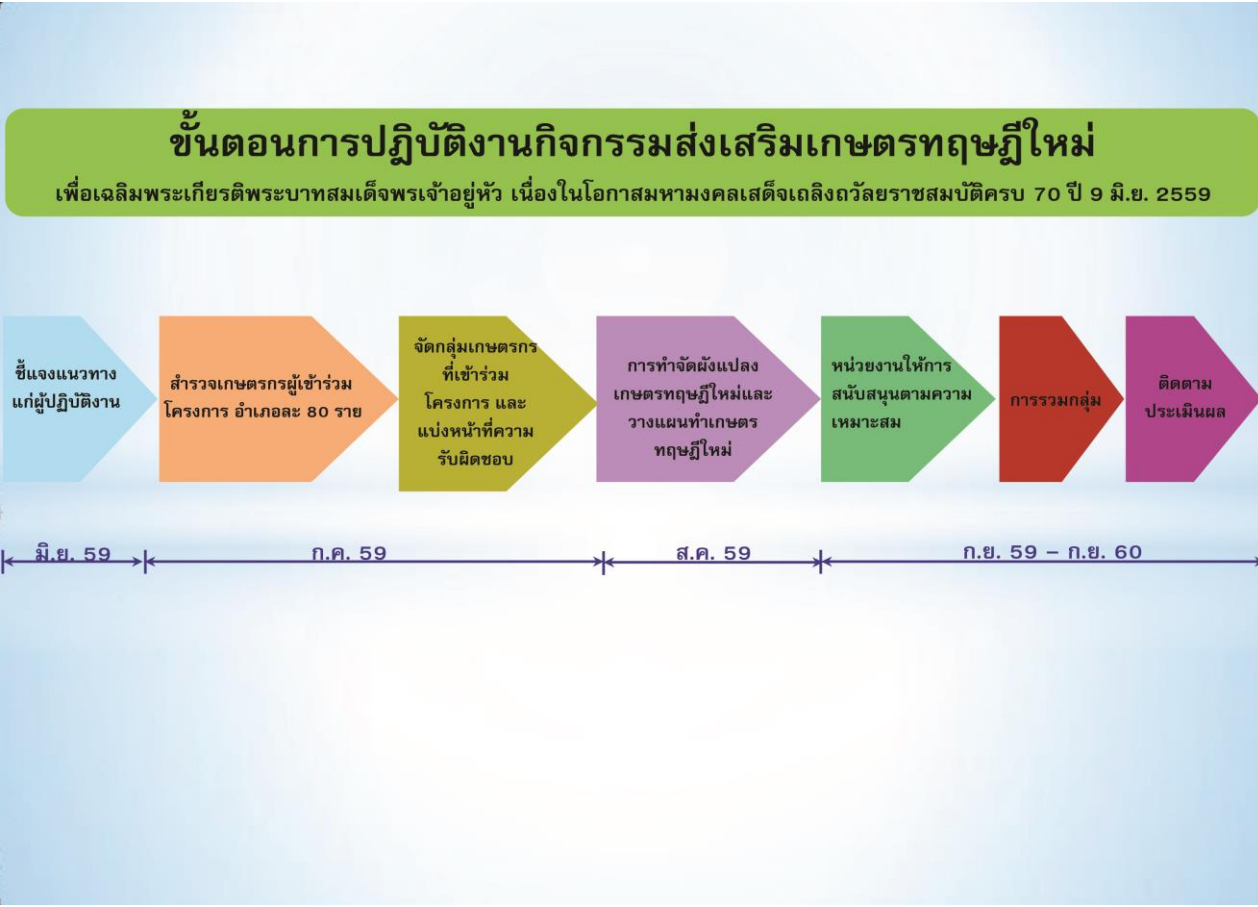 ขั้นตอนการปฎิบัติงานกิจกรรมส่งเสริมเกษตรทฤษฎีใหม่
เพื่อเฉลิมพระเกียรติพระบาทสมเด็จพรเจ้าอยู่หัว เนื่องในโอกาสมหามงคลเสด็จเถลิงถวัลยราชสมบัติครบ 70 ปี 9 มิ.ย. 2559
ชี้แจงแนวทาง
แก่ผู้ปฏิบัติงาน
สำรวจเกษตรกรผู้เข้าร่วม
โครงการ อำเภอละ 80 ราย
จัดกลุ่มเกษตรกร
ที่เข้าร่วม
โครงการ และ
แบ่งหน้าที่ความ
รับผิดชอบ
การทำจัดผังแปลง
เกษตรทฤษฎีใหม่และ
วางแผนทำเกษตร
ทฤษฎีใหม่
หน่วยงานให้การ
สนับสนุนตามความ
เหมาะสม
การรวมกลุ่ม
ติดตาม
ประเมินผล
มิ.ย. 59
ก.ค. 59
ส.ค. 59
ก.ย. 59 – ก.ย. 60